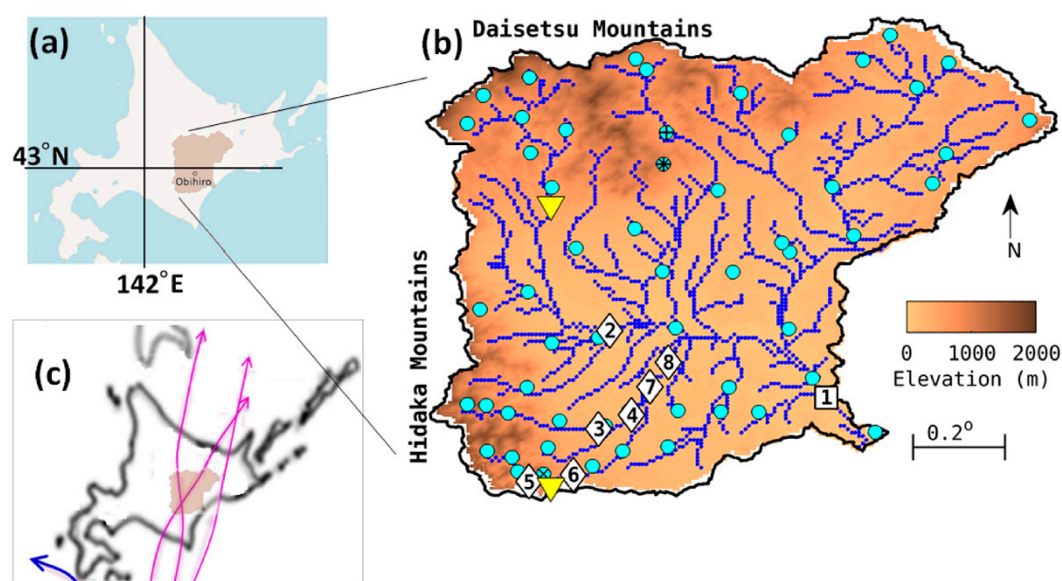 (a)
43°N
Obihiro
142°E
(b)
Daisetsu Mountains
Hidaka Mountains
N
0 1000 2000
Elevation (m)
0.2°
2
8
7
4
3
1
5
6
(c)